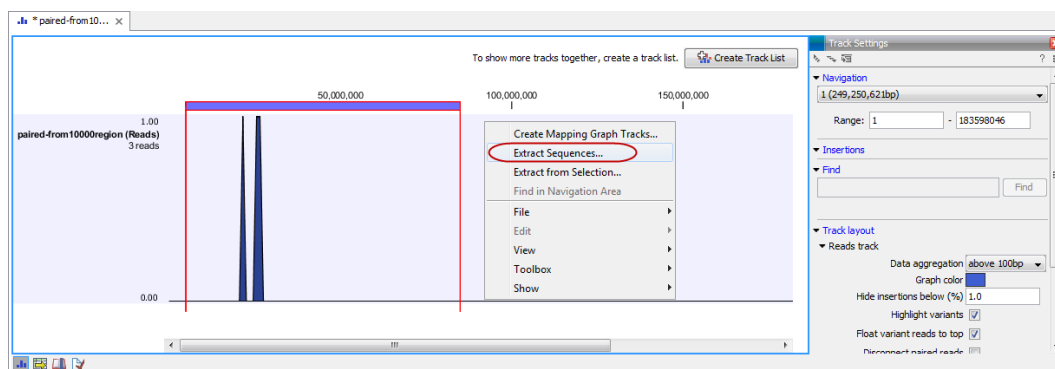 * paired-from10...
To show more tracks together, create a track list.
Create Track List
50,000,000
100,000,000
150,000,000
1.00
paired-from10000region (Reads)
3 reads
0.00
Create Mapping Graph Tracks...
Extract Sequences...
Extract from Selection...
Find in Navigation Area
File
Edit
View
Toolbox
Show
Track Settings
?
Navigation
1 (249,250,621bp)
Range: 1 - 183598046
Insertions
Find
Find
Track layout
Reads track
Data aggregation above 100bp
Graph color
Hide insertions below (%) 1.0
Highlight variants
Float variant reads to top
Disconnect paired reads